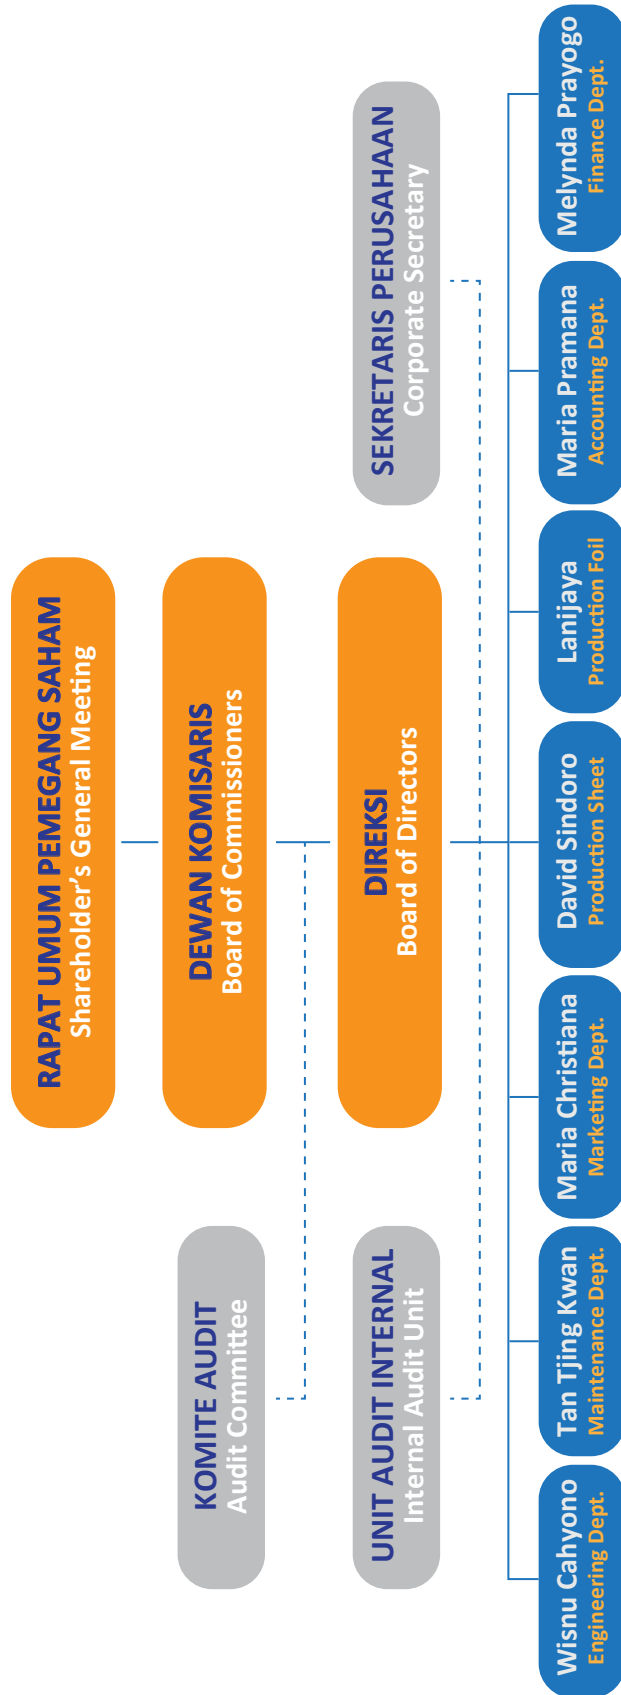 RAPAT UMUM PEMEGANG SAHAM
Shareholder's General Meeting
DEWAN KOMISARIS
Board of Commissioners
KOMITE AUDIT
Audit Committee
DIREKSI
Board of Directors
UNIT AUDIT INTERNAL
Internal Audit Unit
SEKRETARIS PERUSAHAAN
Corporate Secretary
Wisnu Cahyono
Engineering Dept.
Tan Tjing Kwan
Maintenance Dept.
Maria Christiana
Marketing Dept.
David Sindoro
Production Sheet
Lanijaya
Production Foil
Maria Pramana
Accounting Dept.
Melynda Prayogo
Finance Dept.